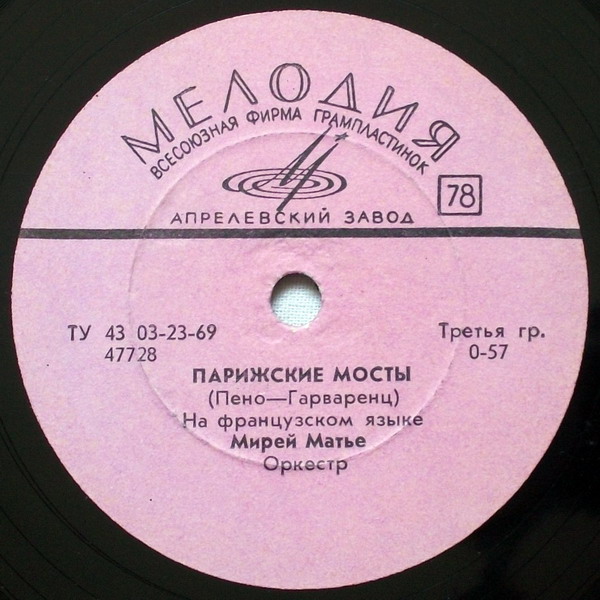 МЕЛОДИЯ
ВСЕСОЮЗНАЯ ФИРМА ГРАМПЛАСТИНОК
АПРЕЛЕВСКИЙ ЗАВОД
78
ТУ 43 03-23-69
Третья гр.
47728
0-57
ПАРИЖСКИЕ МОСТЫ
(Пено—Гарваренц)
На французском языке
Мирей Матье
Оркестр